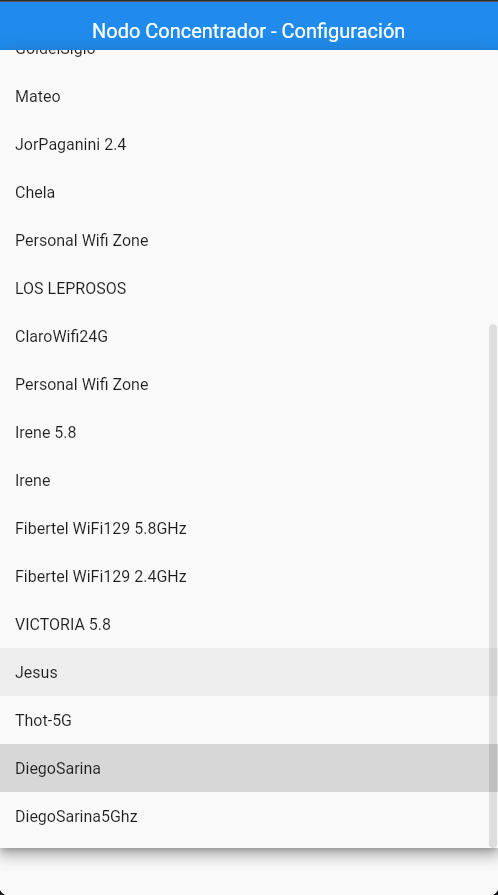 Nodo Concentrador - Configuración
Mateo
JorPaganini 2.4
Chela
Personal Wifi Zone
LOS LEPROSOS
ClaroWifi24G
Personal Wifi Zone
Irene 5.8
Irene
Fibertel WiFi129 5.8GHz
Fibertel WiFi129 2.4GHz
VICTORIA 5.8
Jesus
Thot-5G
DiegoSarina
DiegoSarina5Ghz